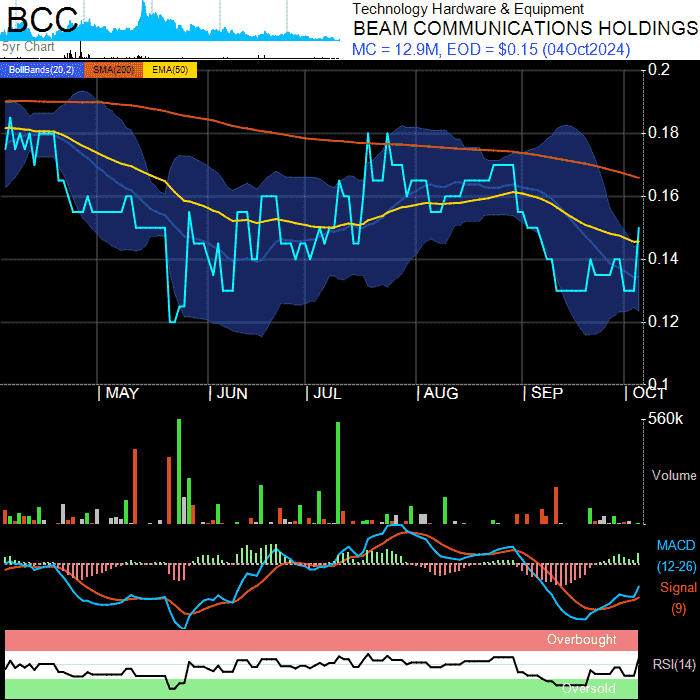 BCC
5yr Chart
Technology Hardware & Equipment
BEAM COMMUNICATIONS HOLDINGS
MC = 12.9M, EOD = $0.15 (04Oct2024)
BollBands(20,2) SMA(200) EMA(50)
0.2
0.18
0.16
0.14
0.12
0.1
| MAY | JUN | JUL | AUG | SEP | OCT
560k
Volume
MACD
(12-26)
Signal
(9)
Overbought
RSI(14)
Oversold